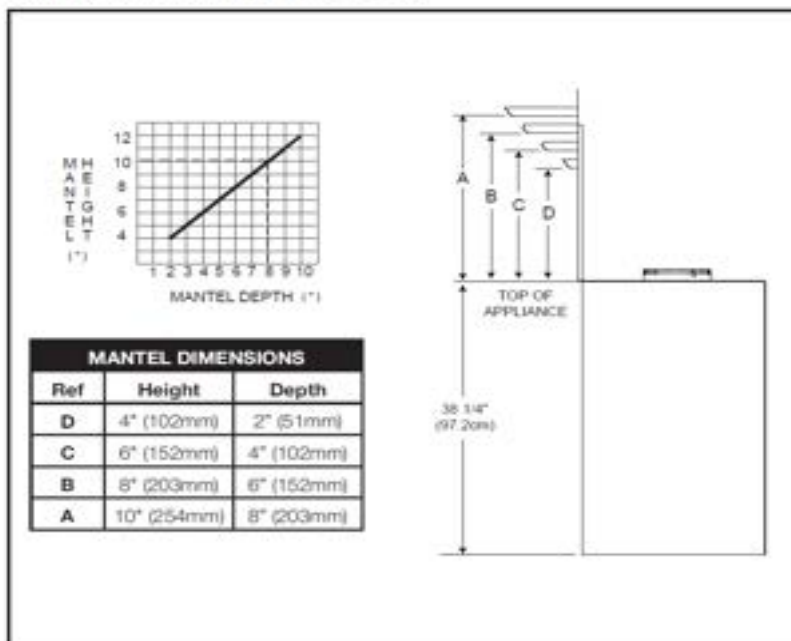 12
10
8
6
4
MANTEL
HEIGHT
(")
1 2 3 4 5 6 7 8 9 10
MANTEL DEPTH (")
MANTEL DIMENSIONS
Ref Height Depth
D 4" (102mm) 2" (51mm)
C 6" (152mm) 4" (102mm)
B 8" (203mm) 6" (152mm)
A 10" (254mm) 8" (203mm)
A
B
C
D
TOP OF
APPLIANCE
38 1/4"
(97.2cm)